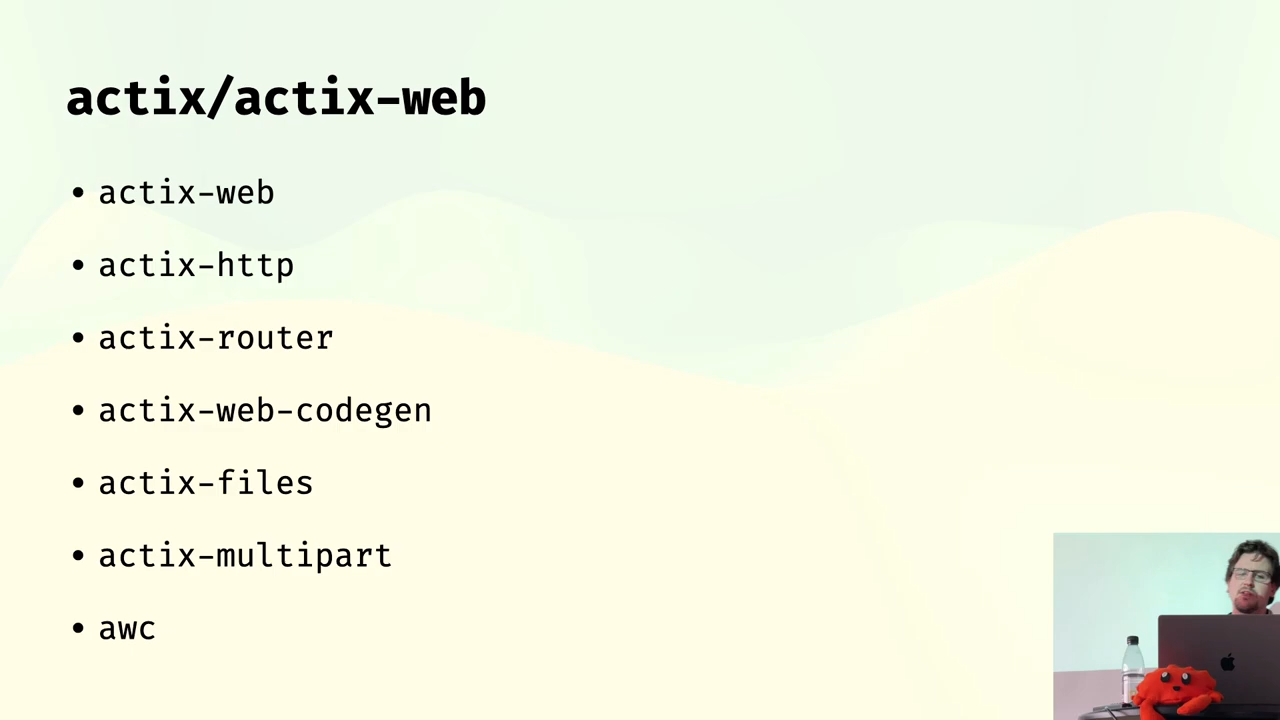 actix/actix-web
• actix-web
• actix-http
• actix-router
• actix-web-codegen
• actix-files
• actix-multipart
• awc